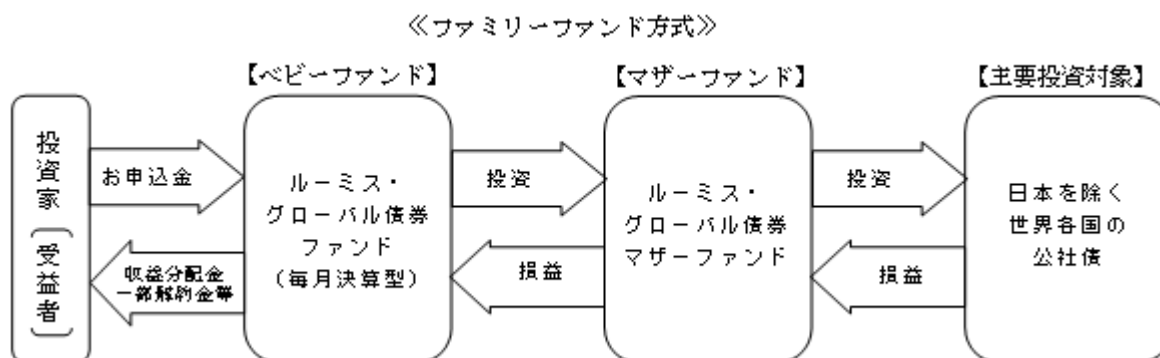 ≪ファミリーファンド方式≫
【ベビーファンド】
【マザーファンド】
【主要投資対象】
投資家
(受益者)
お申込金
収益分配金
一部解約金等
ルーミス・
グローバル債券
ファンド
(毎月決算型)
投資
損益
ルーミス・
グローバル債券
マザーファンド
投資
損益
日本を除く
世界各国の
公社債